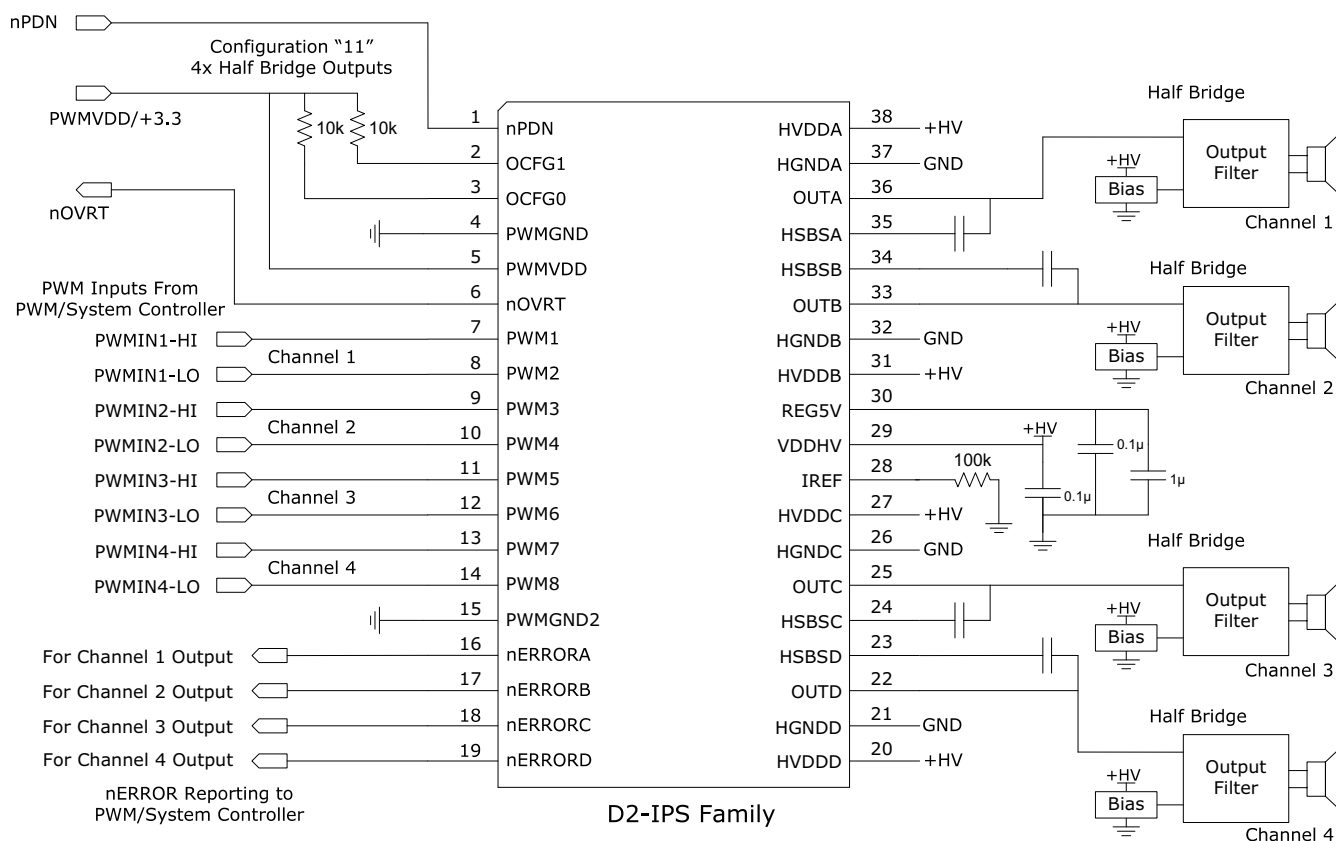 nPDN
Configuration “11”
4x Half Bridge Outputs
PWMVDD/+3.3
10k
10k
nOVRT
PWM Inputs From
PWM/System Controller
PWMIN1-HI
Channel 1
PWMIN1-LO
PWMIN2-HI
Channel 2
PWMIN2-LO
PWMIN3-HI
Channel 3
PWMIN3-LO
PWMIN4-HI
Channel 4
PWMIN4-LO
For Channel 1 Output
For Channel 2 Output
For Channel 3 Output
For Channel 4 Output
nERROR Reporting to
PWM/System Controller
1 nPDN
2 OCFG1
3 OCFG0
4 PWMGND
5 PWMVDD
6 nOVRT
7 PWM1
8 PWM2
9 PWM3
10 PWM4
11 PWM5
12 PWM6
13 PWM7
14 PWM8
15 PWMGND2
16 nERRORA
17 nERRORB
18 nERRORC
19 nERRORD
HVDDA 38 +HV
HGNDA 37 GND
OUTA 36
HSBSA 35
HSBSB 34
OUTB 33
HGNDB 32 GND
HVDDB 31 +HV
REG5V 30
VDDHV 29
IREF 28
HVDDC 27 +HV
HGNDC 26 GND
OUTC 25
HSBSC 24
HSBSD 23
OUTD 22
HGNDD 21 GND
HVDDD 20 +HV
D2-IPS Family
100k
+HV
0.1µ
0.1µ
1µ
Half Bridge
+HV
Bias
Output
Filter
Channel 1
Half Bridge
+HV
Bias
Output
Filter
Channel 2
Half Bridge
+HV
Bias
Output
Filter
Channel 3
Half Bridge
+HV
Bias
Output
Filter
Channel 4